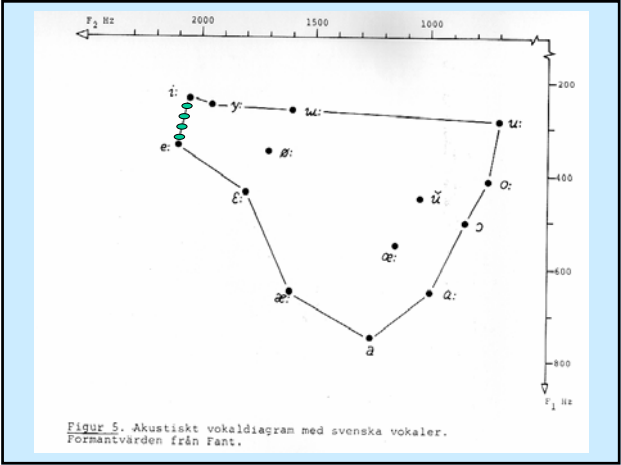 F2 Hz 2000 1500 1000
200
i:
y:
ɯ:
u:
e:
ø:
o:
400
ɛ:
ŭ
ɔ
œ:
600
æ:
ɑ:
a
800
F1 Hz
Figur 5. Akustiskt vokaldiagram med svenska vokaler.
Formantvärden från Fant.